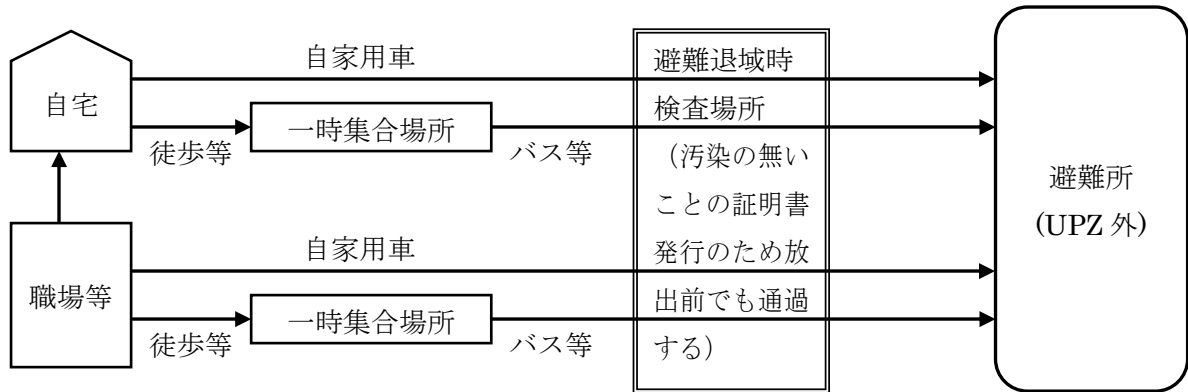 自家用車
自宅
徒歩等
一時集合場所
バス等
避難退域時
検査場所
（汚染の無い
ことの証明書
発行のため放
出前でも通過
する）
避難所
(UPZ 外)
自家用車
職場等
徒歩等
一時集合場所
バス等